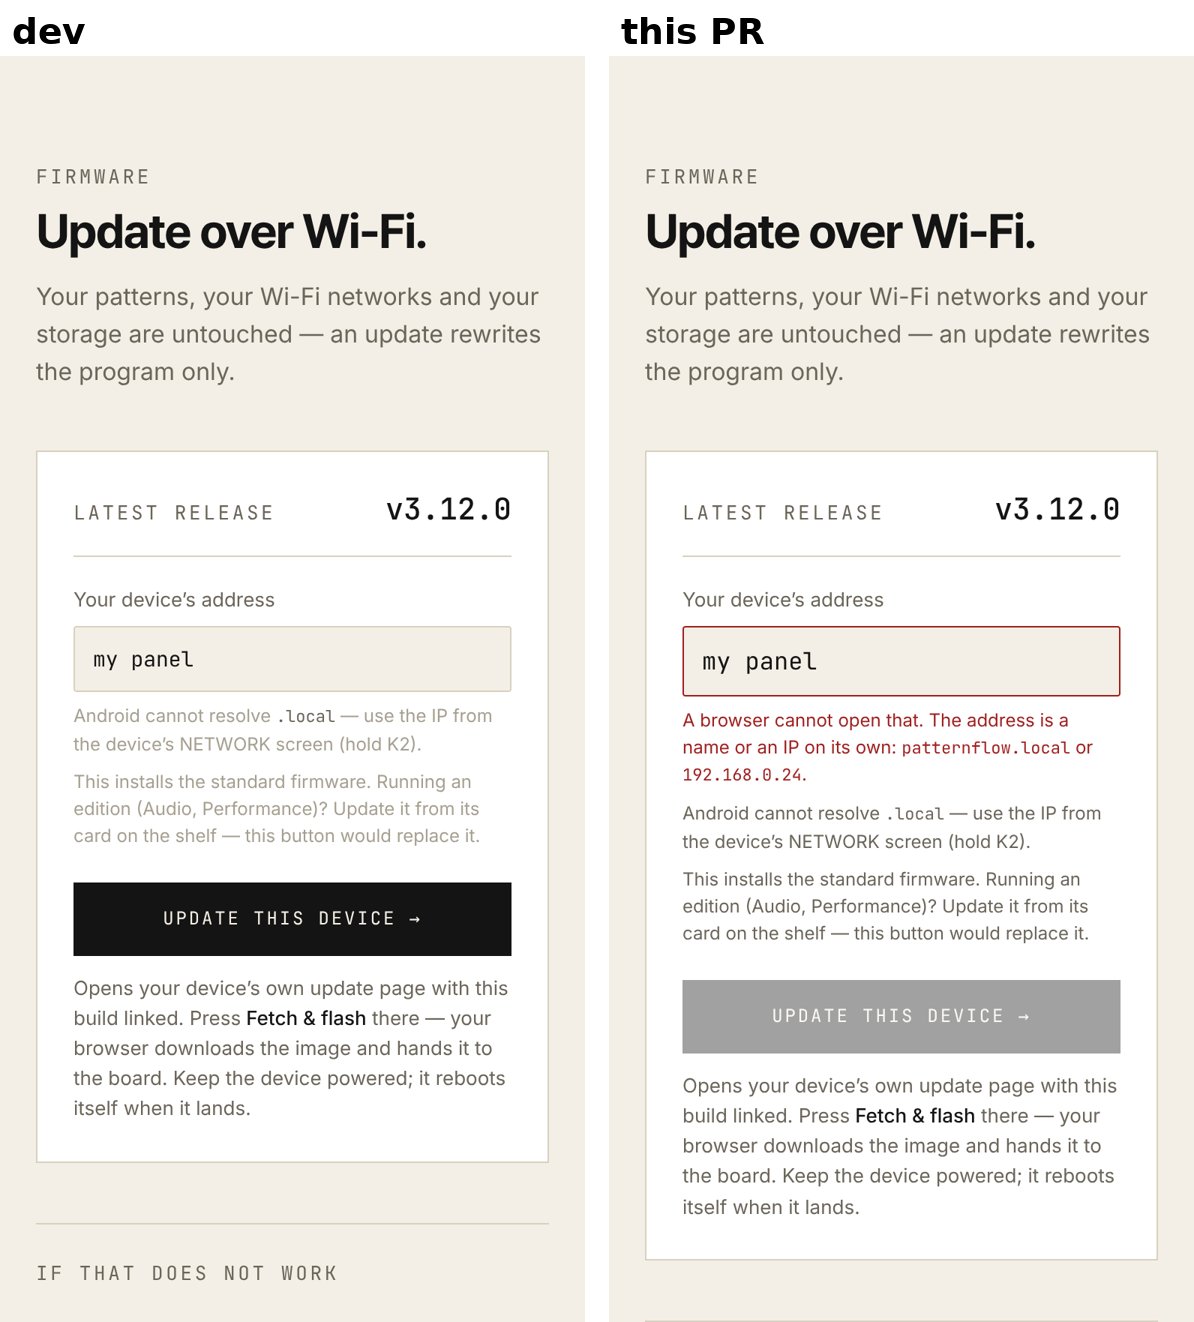 dev
FIRMWARE
Update over Wi-Fi.
Your patterns, your Wi-Fi networks and your
storage are untouched — an update rewrites
the program only.
LATEST RELEASE v3.12.0
Your device’s address
my panel
Android cannot resolve .local — use the IP from
the device’s NETWORK screen (hold K2).
This installs the standard firmware. Running an
edition (Audio, Performance)? Update it from its
card on the shelf — this button would replace it.
UPDATE THIS DEVICE →
Opens your device’s own update page with this
build linked. Press Fetch & flash there — your
browser downloads the image and hands it to
the board. Keep the device powered; it reboots
itself when it lands.
IF THAT DOES NOT WORK
this PR
FIRMWARE
Update over Wi-Fi.
Your patterns, your Wi-Fi networks and your
storage are untouched — an update rewrites
the program only.
LATEST RELEASE v3.12.0
Your device’s address
my panel
A browser cannot open that. The address is a
name or an IP on its own: patternflow.local or
192.168.0.24.
Android cannot resolve .local — use the IP from
the device’s NETWORK screen (hold K2).
This installs the standard firmware. Running an
edition (Audio, Performance)? Update it from its
card on the shelf — this button would replace it.
UPDATE THIS DEVICE →
Opens your device’s own update page with this
build linked. Press Fetch & flash there — your
browser downloads the image and hands it to
the board. Keep the device powered; it reboots
itself when it lands.